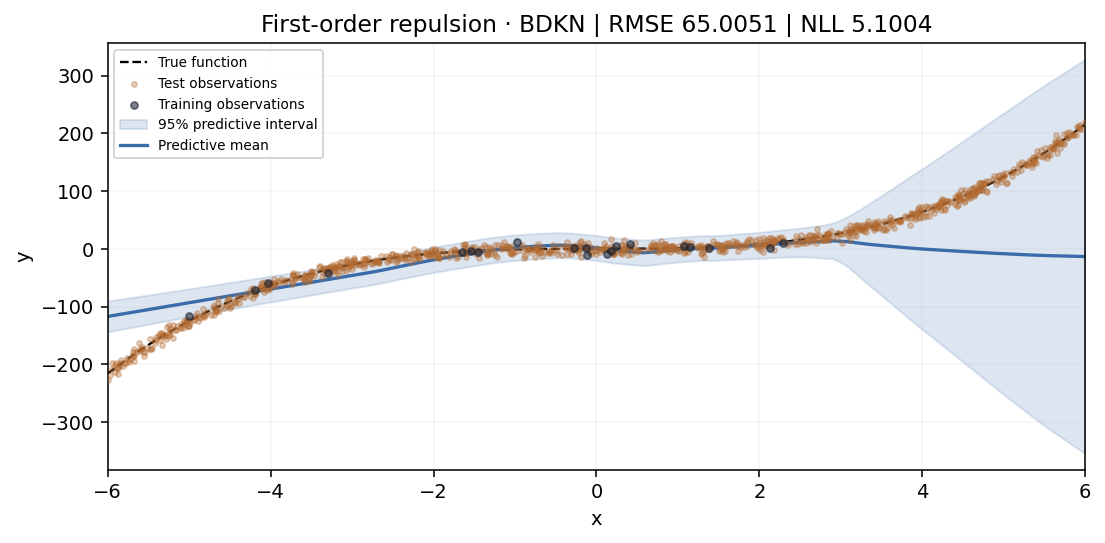 First-order repulsion · BDKN | RMSE 65.0051 | NLL 5.1004
True function
Test observations
Training observations
95% predictive interval
Predictive mean
300
200
100
0
−100
−200
−300
y
−6
−4
−2
0
2
4
6
x